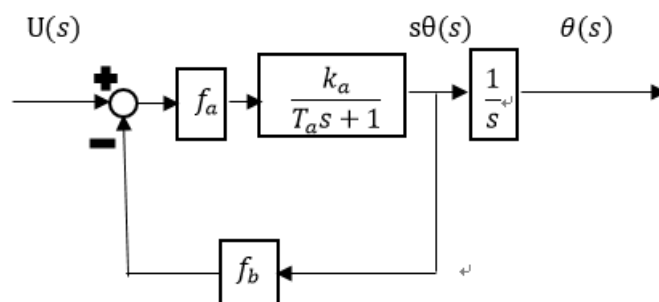 U(s) sθ(s) θ(s)
+
f_a
k_a
T_a s + 1
1
s
−
f_b